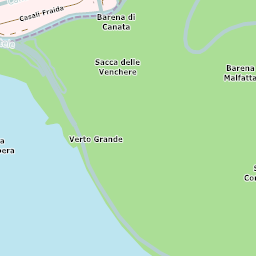 Casali-Fraida
Barena di
Canata
Sacca delle
Venchere
Barena
Malfatta
Verto Grande